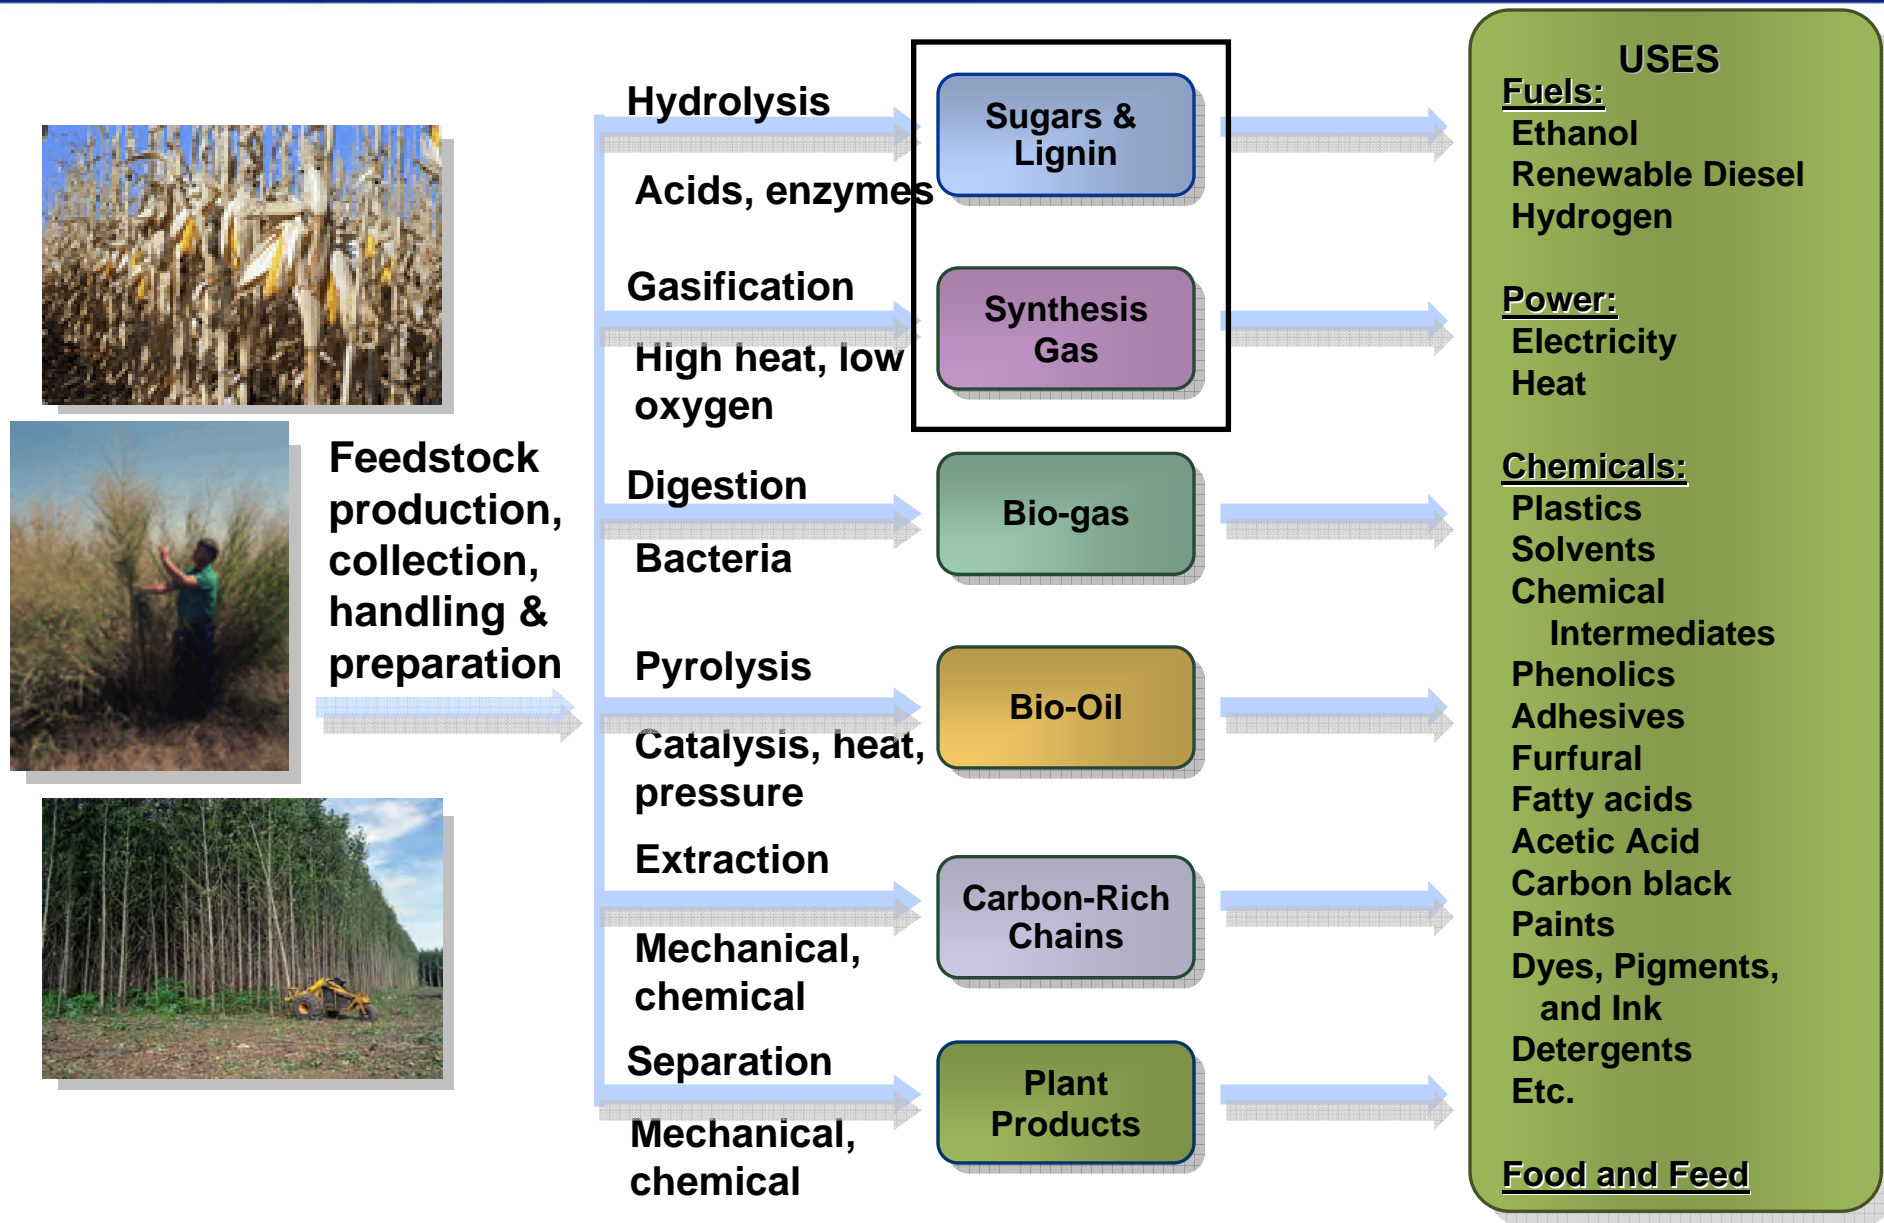 Feedstock
production,
collection,
handling &
preparation
Hydrolysis
Acids, enzymes
Sugars &
Lignin
Gasification
High heat, low
oxygen
Synthesis
Gas
Digestion
Bacteria
Bio-gas
Pyrolysis
Catalysis, heat,
pressure
Bio-Oil
Extraction
Mechanical,
chemical
Carbon-Rich
Chains
Separation
Mechanical,
chemical
Plant
Products
USES
Fuels:
Ethanol
Renewable Diesel
Hydrogen
Power:
Electricity
Heat
Chemicals:
Plastics
Solvents
Chemical
Intermediates
Phenolics
Adhesives
Furfural
Fatty acids
Acetic Acid
Carbon black
Paints
Dyes, Pigments,
and Ink
Detergents
Etc.
Food and Feed